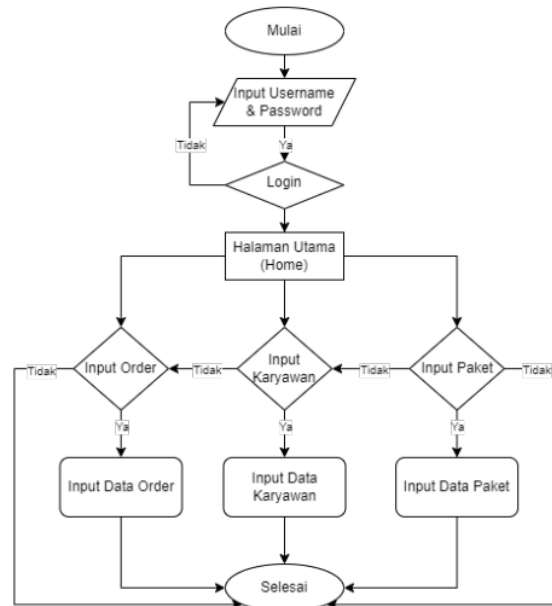 Mulai
Input Username
& Password
Tidak
Ya
Login
Halaman Utama
(Home)
Tidak
Input Order
Tidak
Input
Karyawan
Tidak
Input Paket
Tidak
Ya
Ya
Ya
Input Data Order
Input Data
Karyawan
Input Data Paket
Selesai